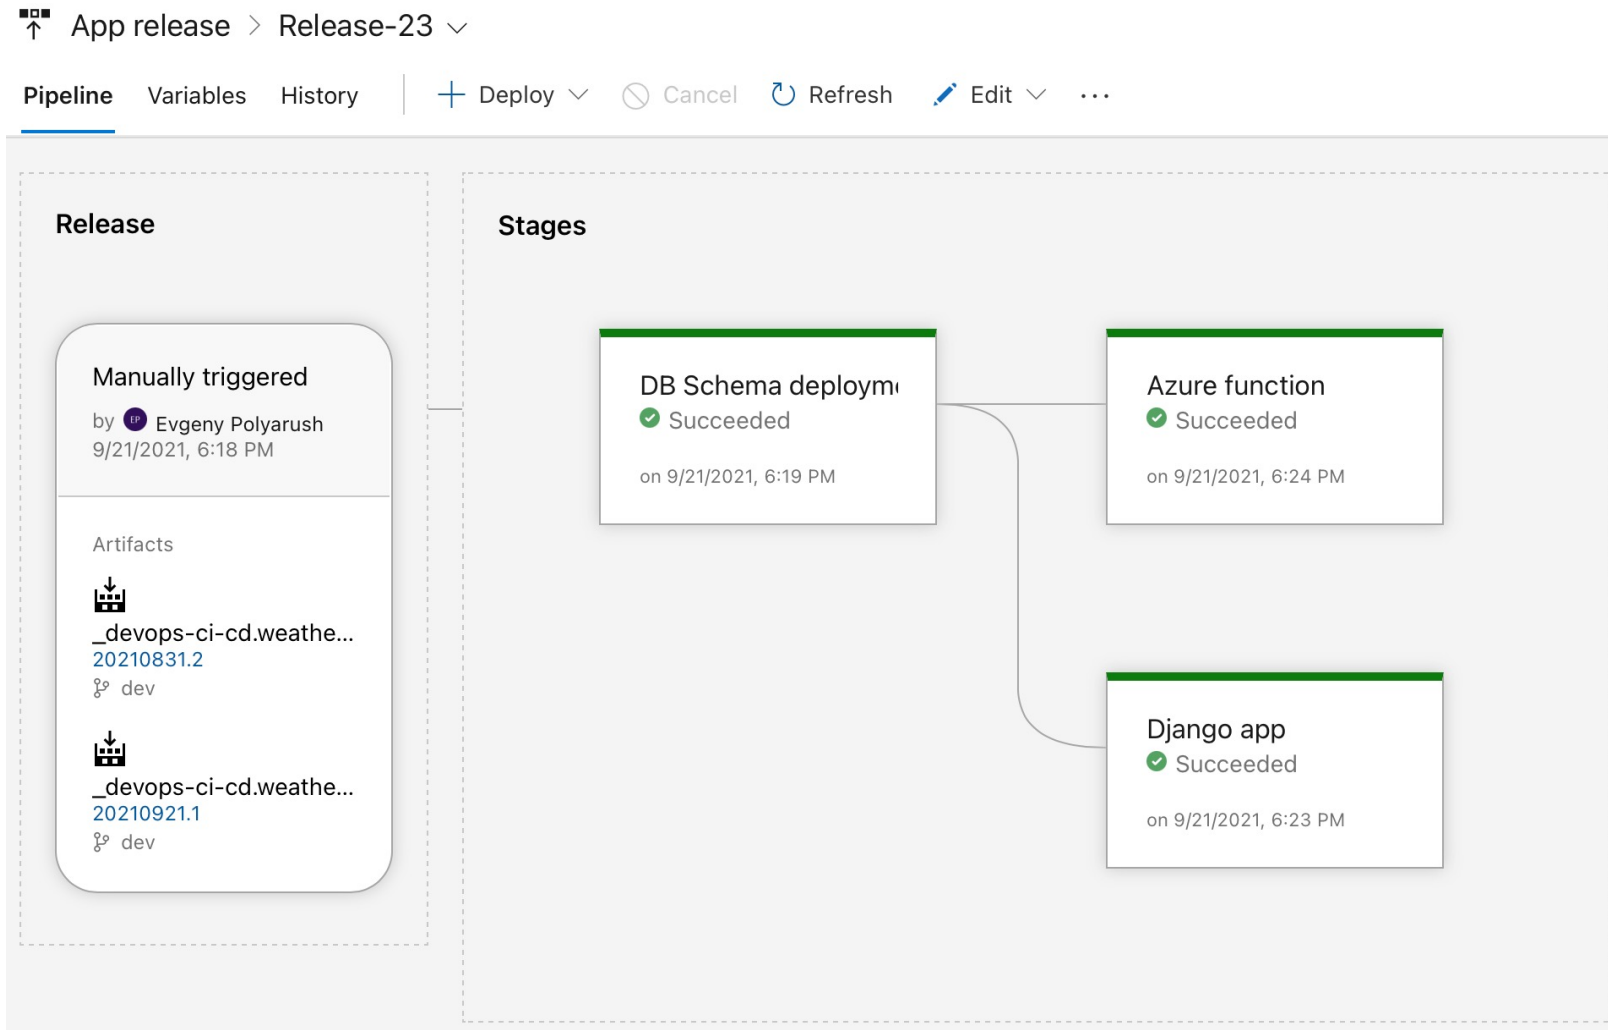 App release > Release-23
Pipeline Variables History Deploy Cancel Refresh Edit ...
Release
Manually triggered
by EP Evgeny Polyarush
9/21/2021, 6:18 PM
Artifacts
_devops-ci-cd.weathe...
20210831.2
dev
_devops-ci-cd.weathe...
20210921.1
dev
Stages
DB Schema deployme
Succeeded
on 9/21/2021, 6:19 PM
Azure function
Succeeded
on 9/21/2021, 6:24 PM
Django app
Succeeded
on 9/21/2021, 6:23 PM